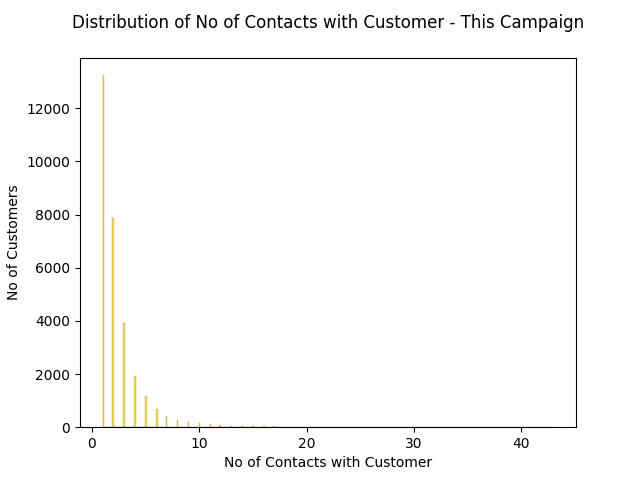 Distribution of No of Contacts with Customer - This Campaign
No of Customers
12000
10000
8000
6000
4000
2000
0
0 10 20 30 40
No of Contacts with Customer